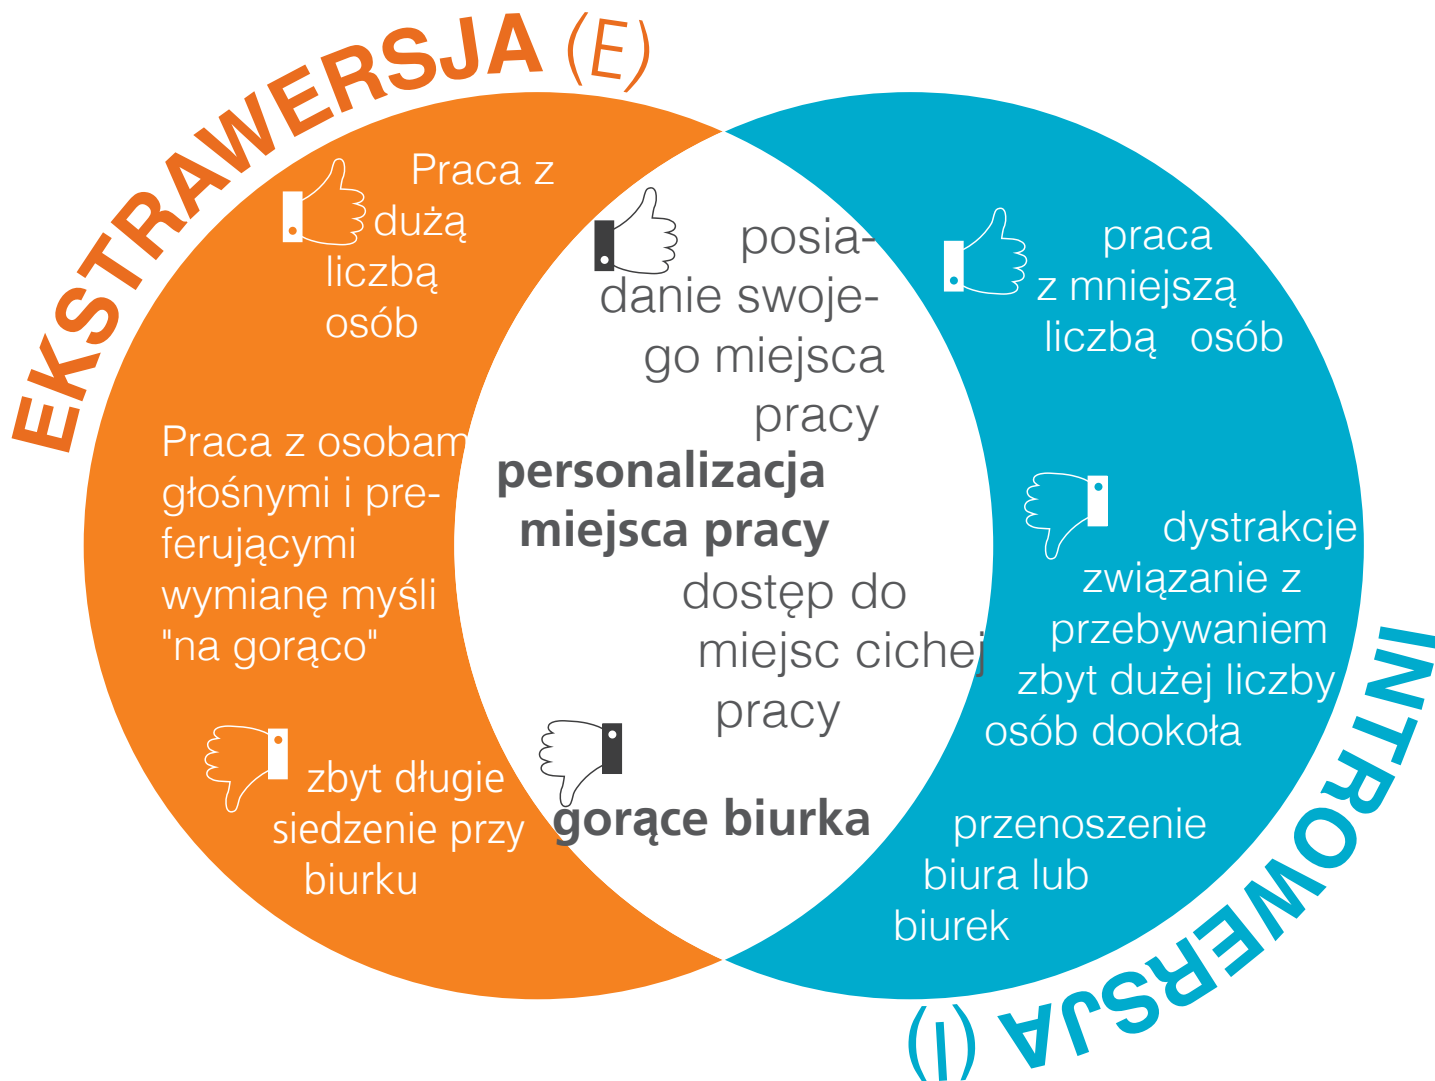 EKSTRAWERSJA (E)
Praca z
dużą
liczbą
osób
Praca z osobam
głośnymi i pre-
ferującymi
wymianę myśli
"na gorąco"
zbyt długie
siedzenie przy
biurku
posia-
danie swoje-
go miejsca
pracy
personalizacja
miejsca pracy
dostęp do
miejsc cichej
pracy
gorące biurka
praca
z mniejszą
liczbą osób
dystrakcje
związanie z
przebywaniem
zbyt dużej liczby
osób dookoła
przenoszenie
biura lub
biurek
INTROWERSJA (I)